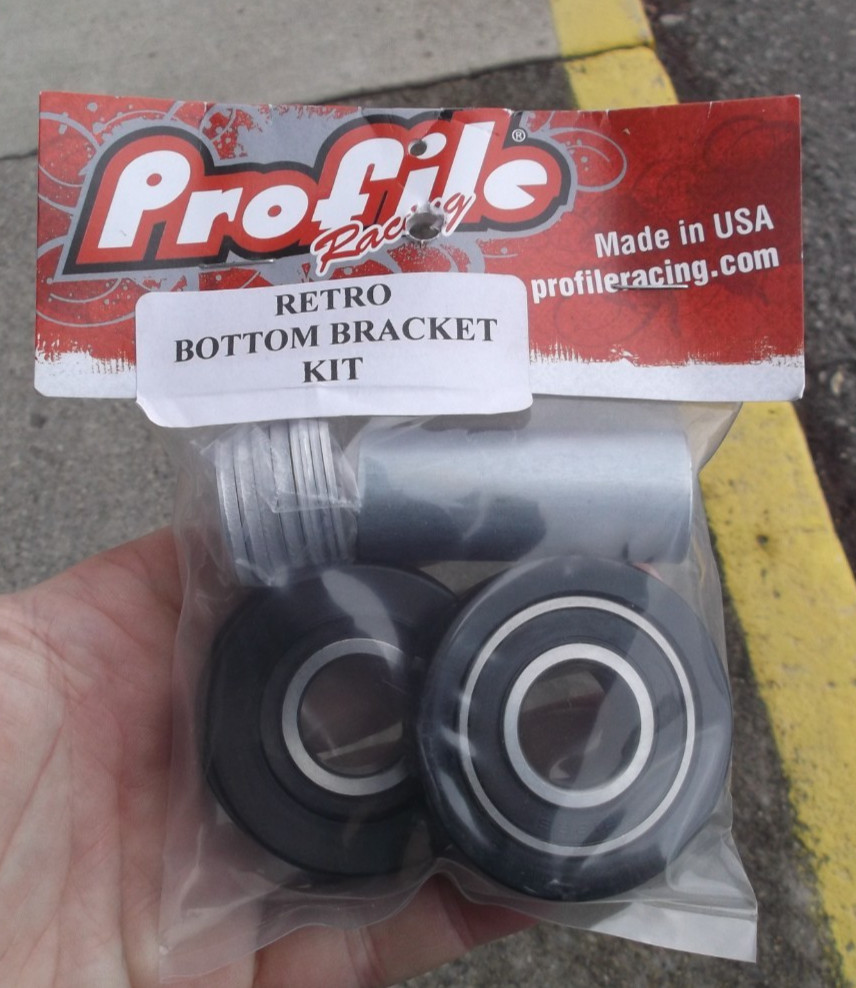 Profile®
Racing
Made in USA
profileracing.com
RETRO
BOTTOM BRACKET
KIT